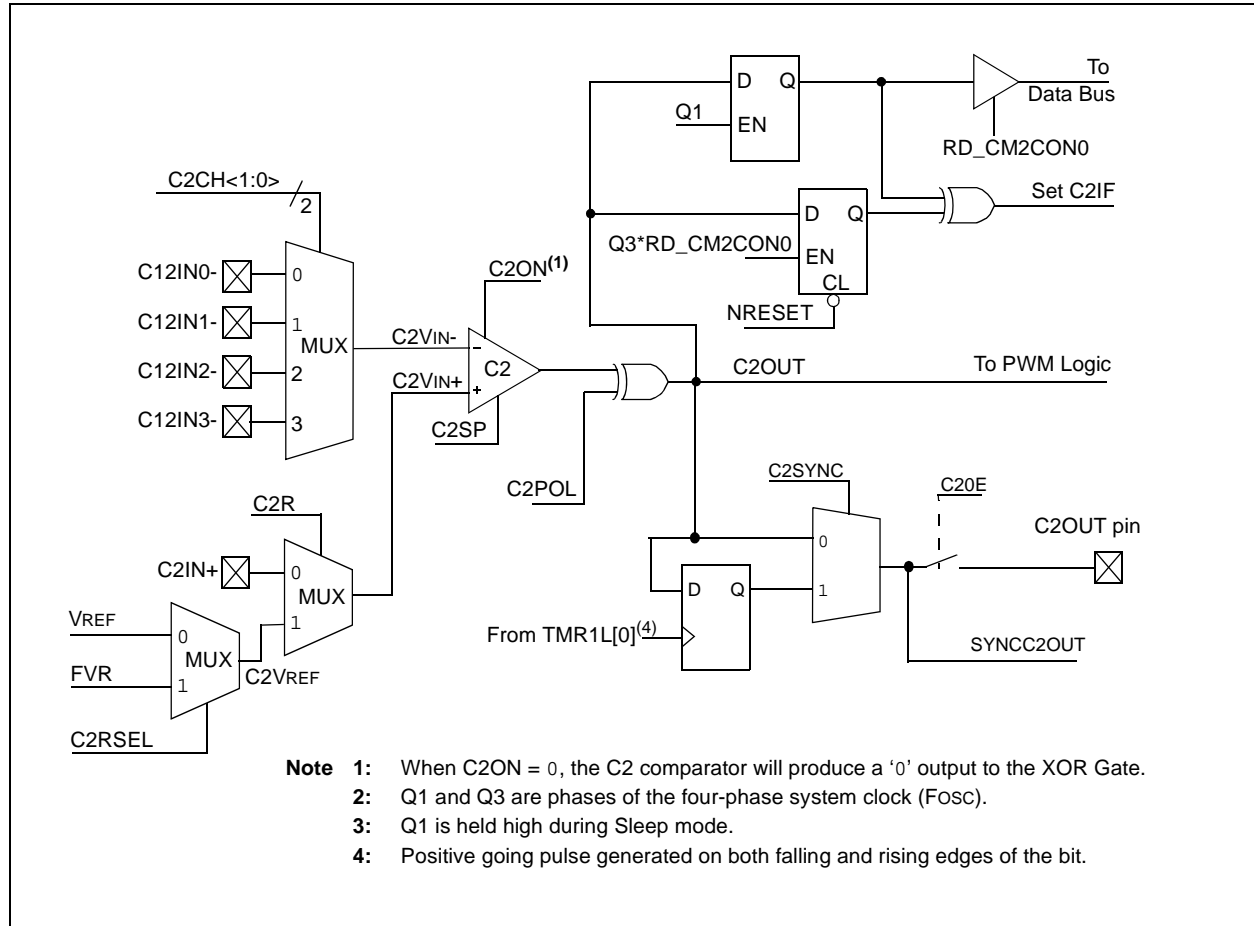 D Q
To
Data Bus
Q1
EN
RD_CM2CON0
C2CH<1:0>
2
D Q
Set C2IF
Q3*RD_CM2CON0
EN
CL
NRESET
C12IN0-
0
C2ON(1)
C12IN1-
1
MUX
C2VIN-
-
C2
C2OUT
To PWM Logic
C12IN2-
2
C2VIN+
+
C12IN3-
3
C2SP
C2POL
C2SYNC
C20E
C2R
C2OUT pin
C2IN+
0
MUX
1
0
D Q
1
VREF
0
MUX
From TMR1L[0](4)
SYNCC2OUT
FVR
1
C2VREF
C2RSEL
Note 1: When C2ON = 0, the C2 comparator will produce a ‘0’ output to the XOR Gate.
2: Q1 and Q3 are phases of the four-phase system clock (FOSC).
3: Q1 is held high during Sleep mode.
4: Positive going pulse generated on both falling and rising edges of the bit.